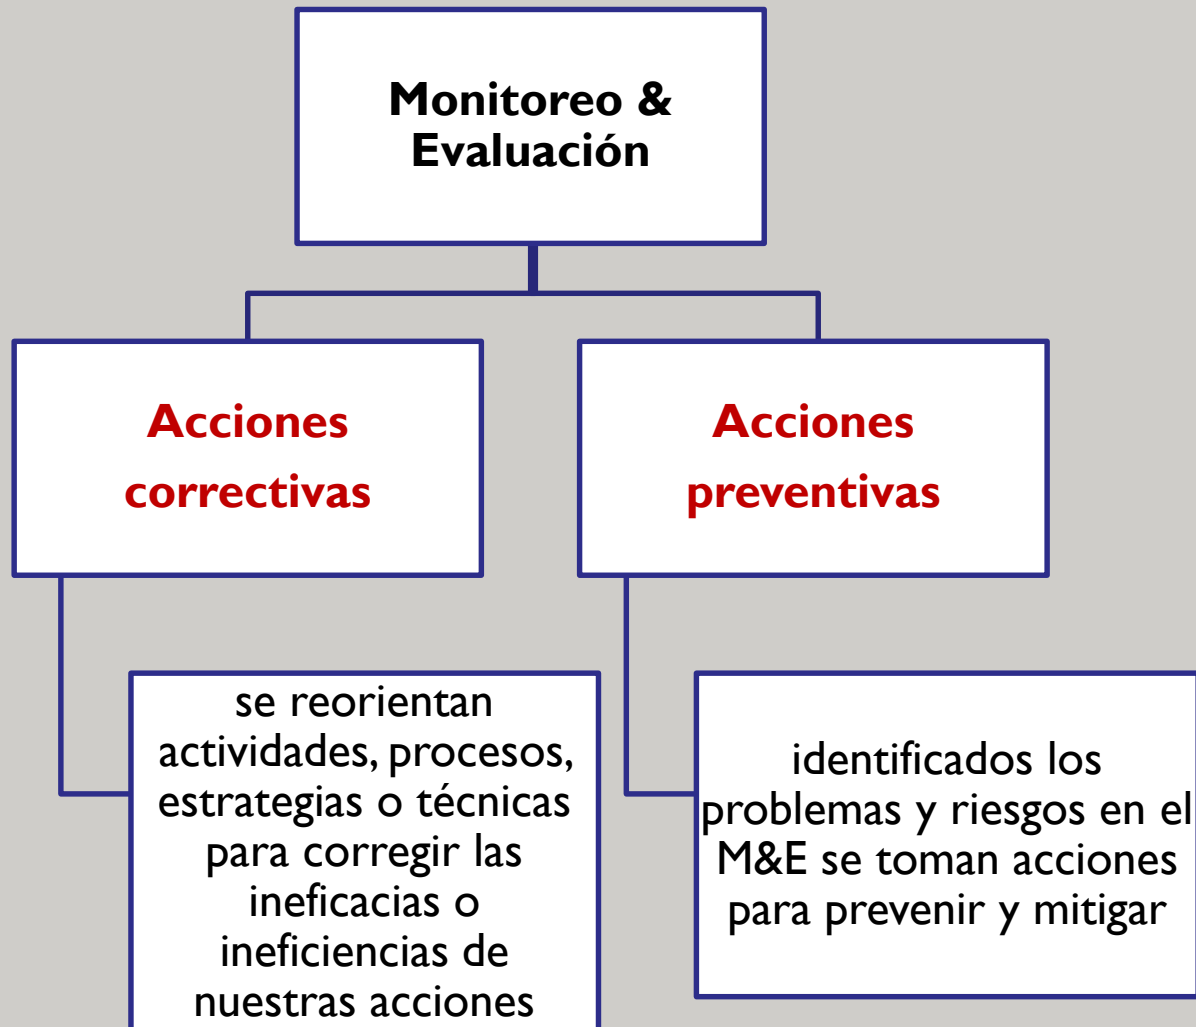 Monitoreo &
Evaluación
Acciones
correctivas
Acciones
preventivas
se reorientan
actividades, procesos,
estrategias o técnicas
para corregir las
ineficacias o
ineficiencias de
nuestras acciones
identificados los
problemas y riesgos en el
M&E se toman acciones
para prevenir y mitigar